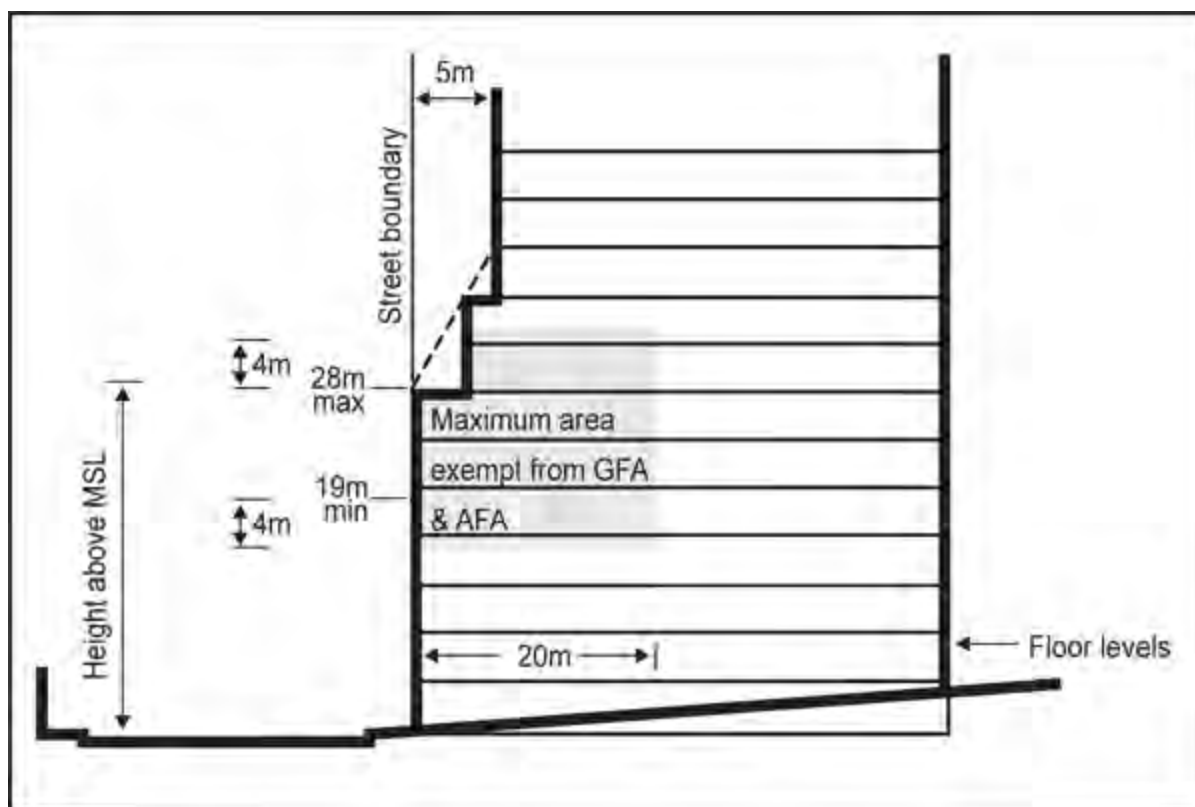 5m
Street boundary
4m
28m
max
Maximum area
exempt from GFA
19m
min
& AFA
4m
Height above MSL
20m
Floor levels